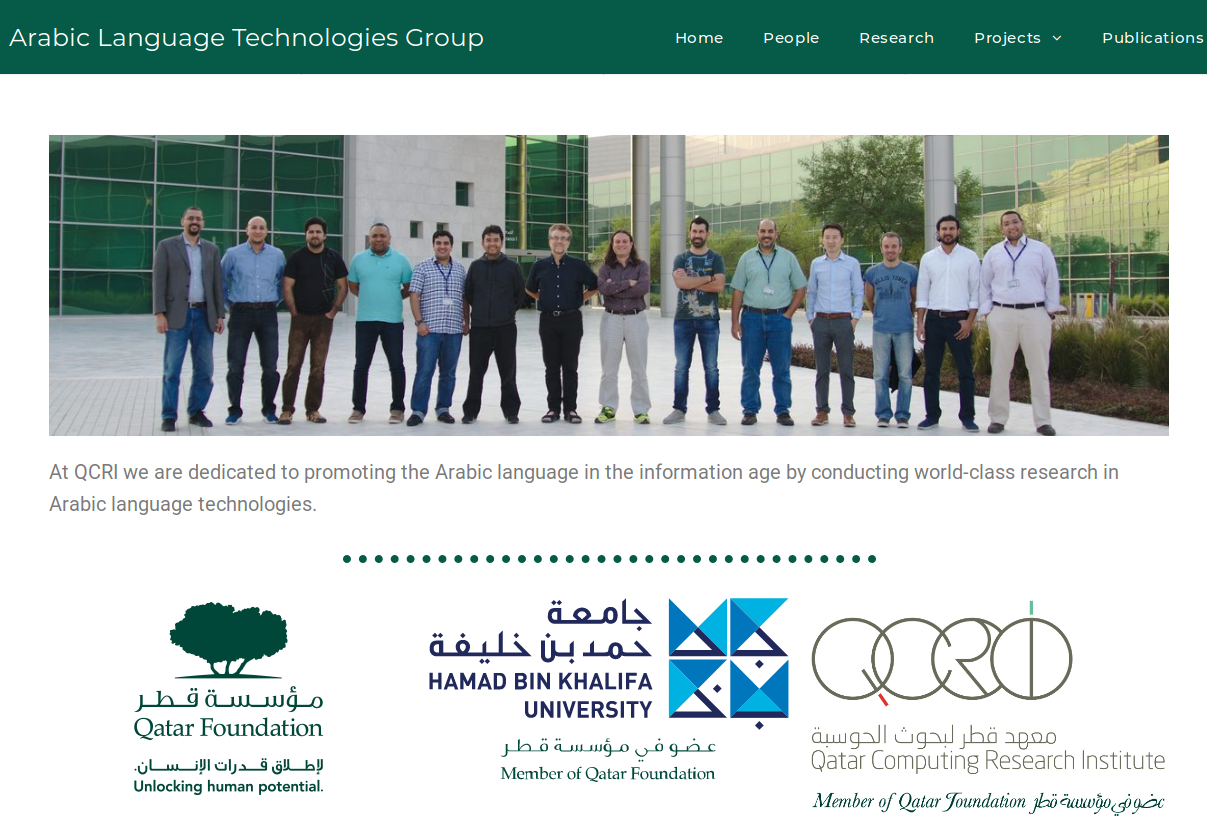 Arabic Language Technologies Group
Home People Research Projects Publications
At QCRI we are dedicated to promoting the Arabic language in the information age by conducting world-class research in
Arabic language technologies.
مؤسسة قطر
Qatar Foundation
لإطلاق قدرات الإنسان.
Unlocking human potential.
جامعة
حمد بن خليفة
HAMAD BIN KHALIFA
UNIVERSITY
عضو في مؤسسة قطر
Member of Qatar Foundation
QCRI
معهد قطر لبحوث الحوسبة
Qatar Computing Research Institute
Member of Qatar Foundation عضو في مؤسسة قطر